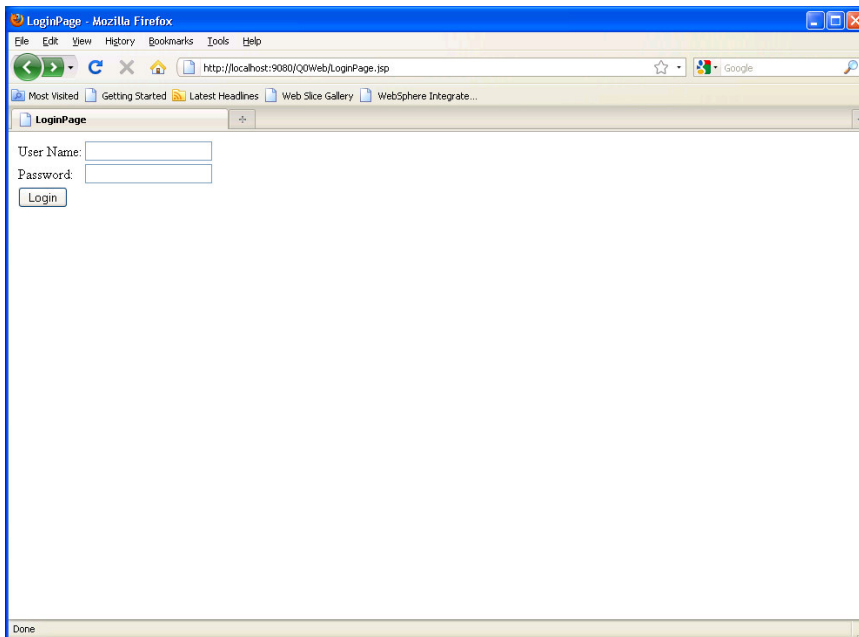 LoginPage - Mozilla Firefox
File Edit View History Bookmarks Tools Help
http://localhost:9080/Q0Web/LoginPage.jsp Google
Most Visited Getting Started Latest Headlines Web Slice Gallery WebSphere Integrate...
LoginPage
User Name:
Password:
Login
Done